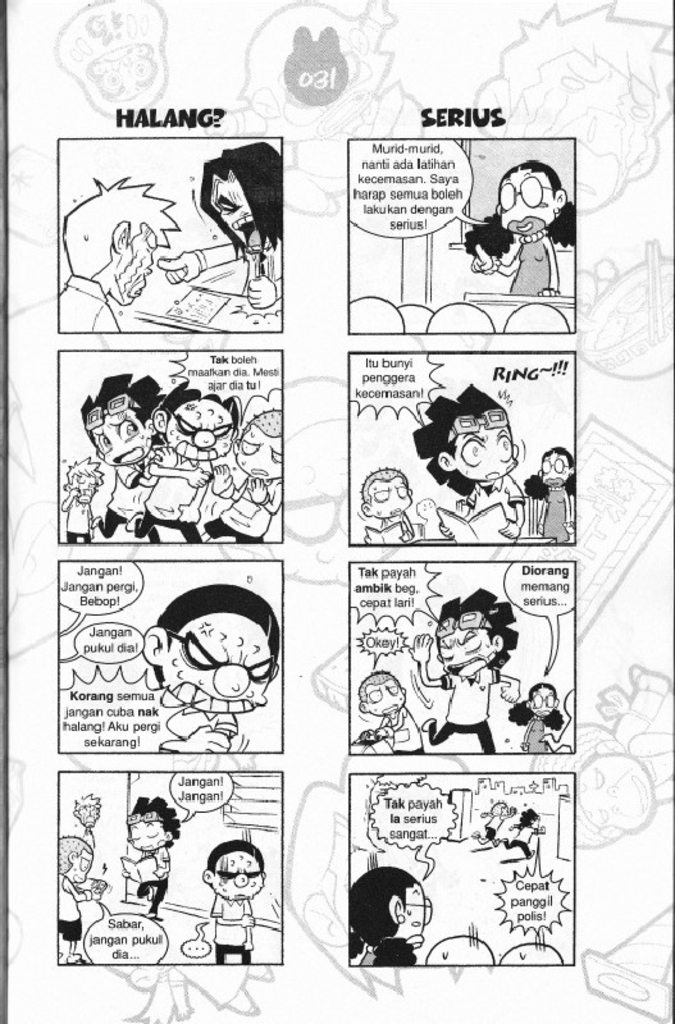 031
HALANG?
Tak boleh
maafkan dia. Mesti
ajar dia tu!
Jangan!
Jangan pergi,
Bebop!
Jangan
pukul dia!
Korang semua
jangan cuba nak
halang! Aku pergi
sekarang!
Jangan!
Jangan!
Sabar,
jangan pukul
dia...
...
SERIUS
Murid-murid,
nanti ada latihan
kecemasan. Saya
harap semua boleh
lakukan dengan
serius!
Itu bunyi
penggera
kecemasan!
RING~!!!
Tak payah
ambik beg,
cepat lari!
Okey!
Diorang
memang
serius...
Tak payah
la serius
sangat...
Cepat
panggil
polis!